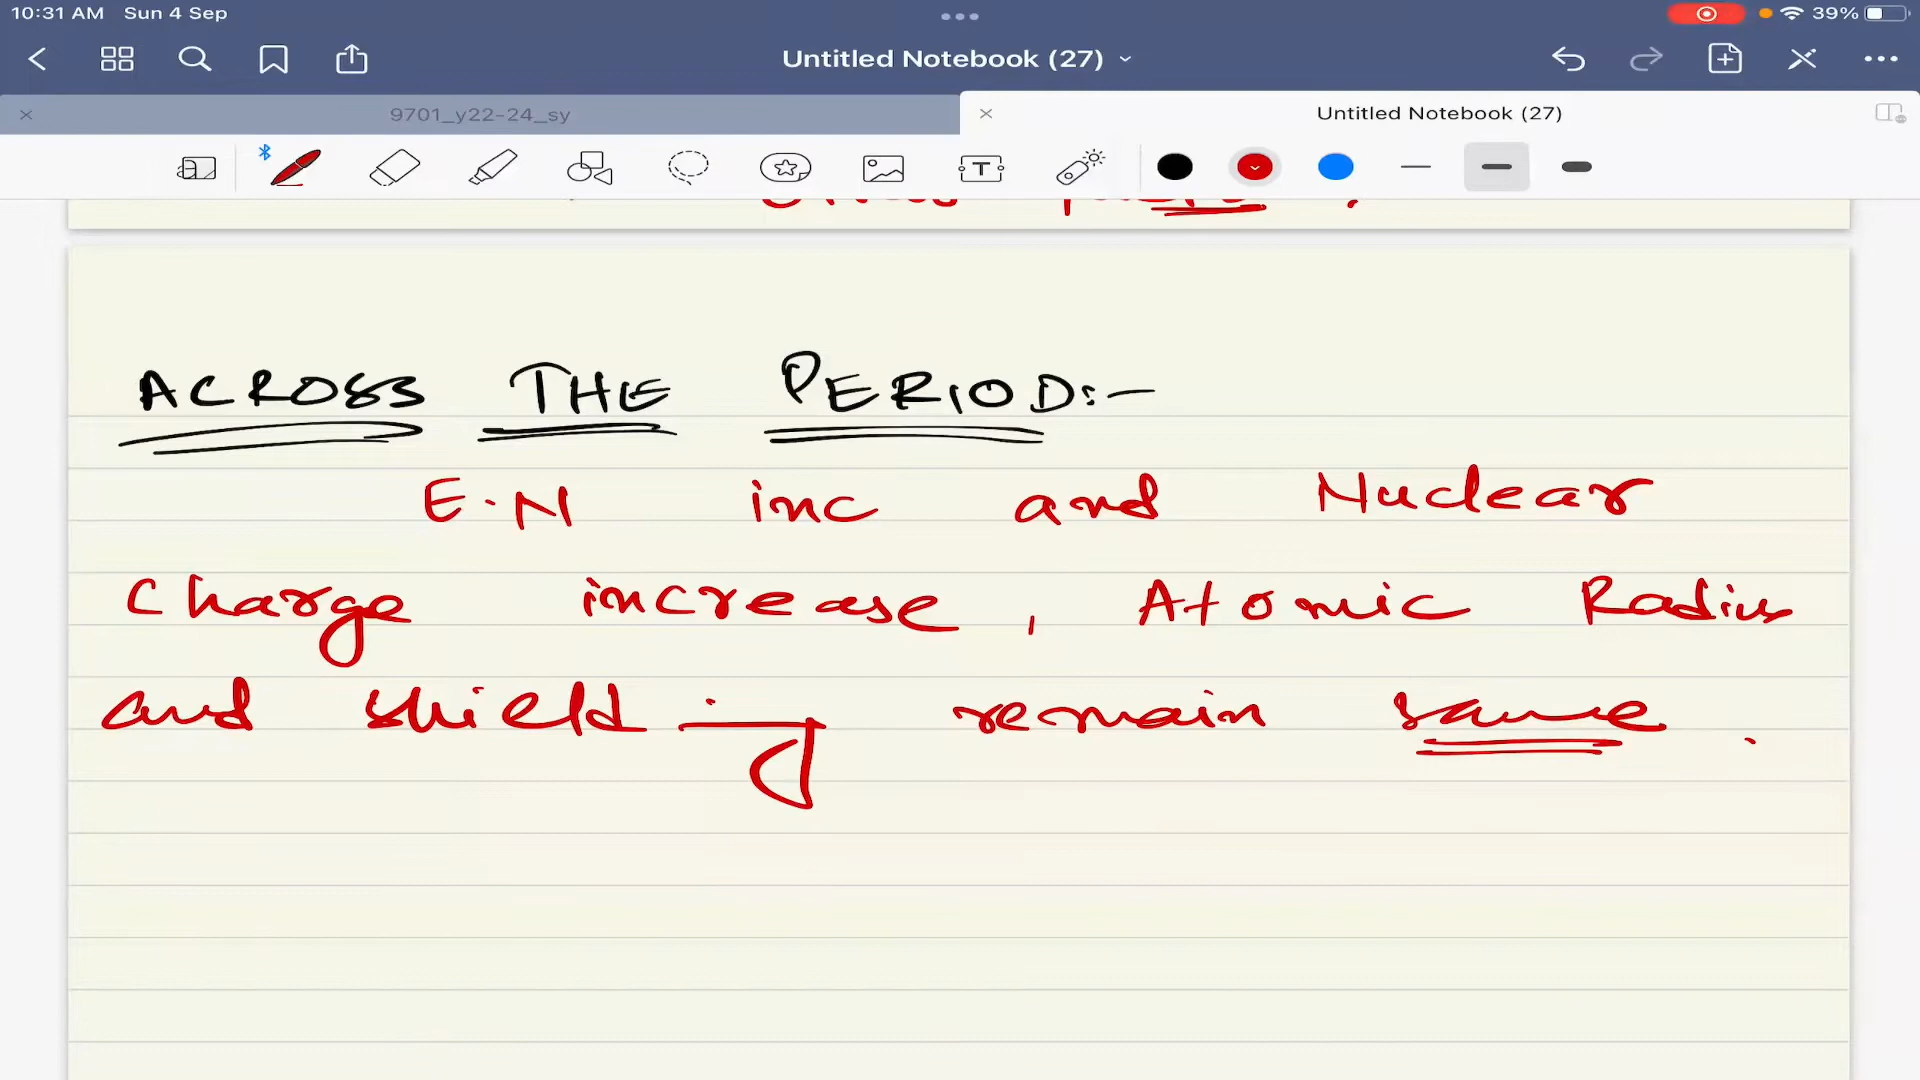 10:31 AM Sun 4 Sep
39%
Untitled Notebook (27)
9701_y22-24_sy
Untitled Notebook (27)
ACROSS THE PERIOD:-
E.N inc and Nuclear
Charge increase, Atomic Radius
and shielding remain same.